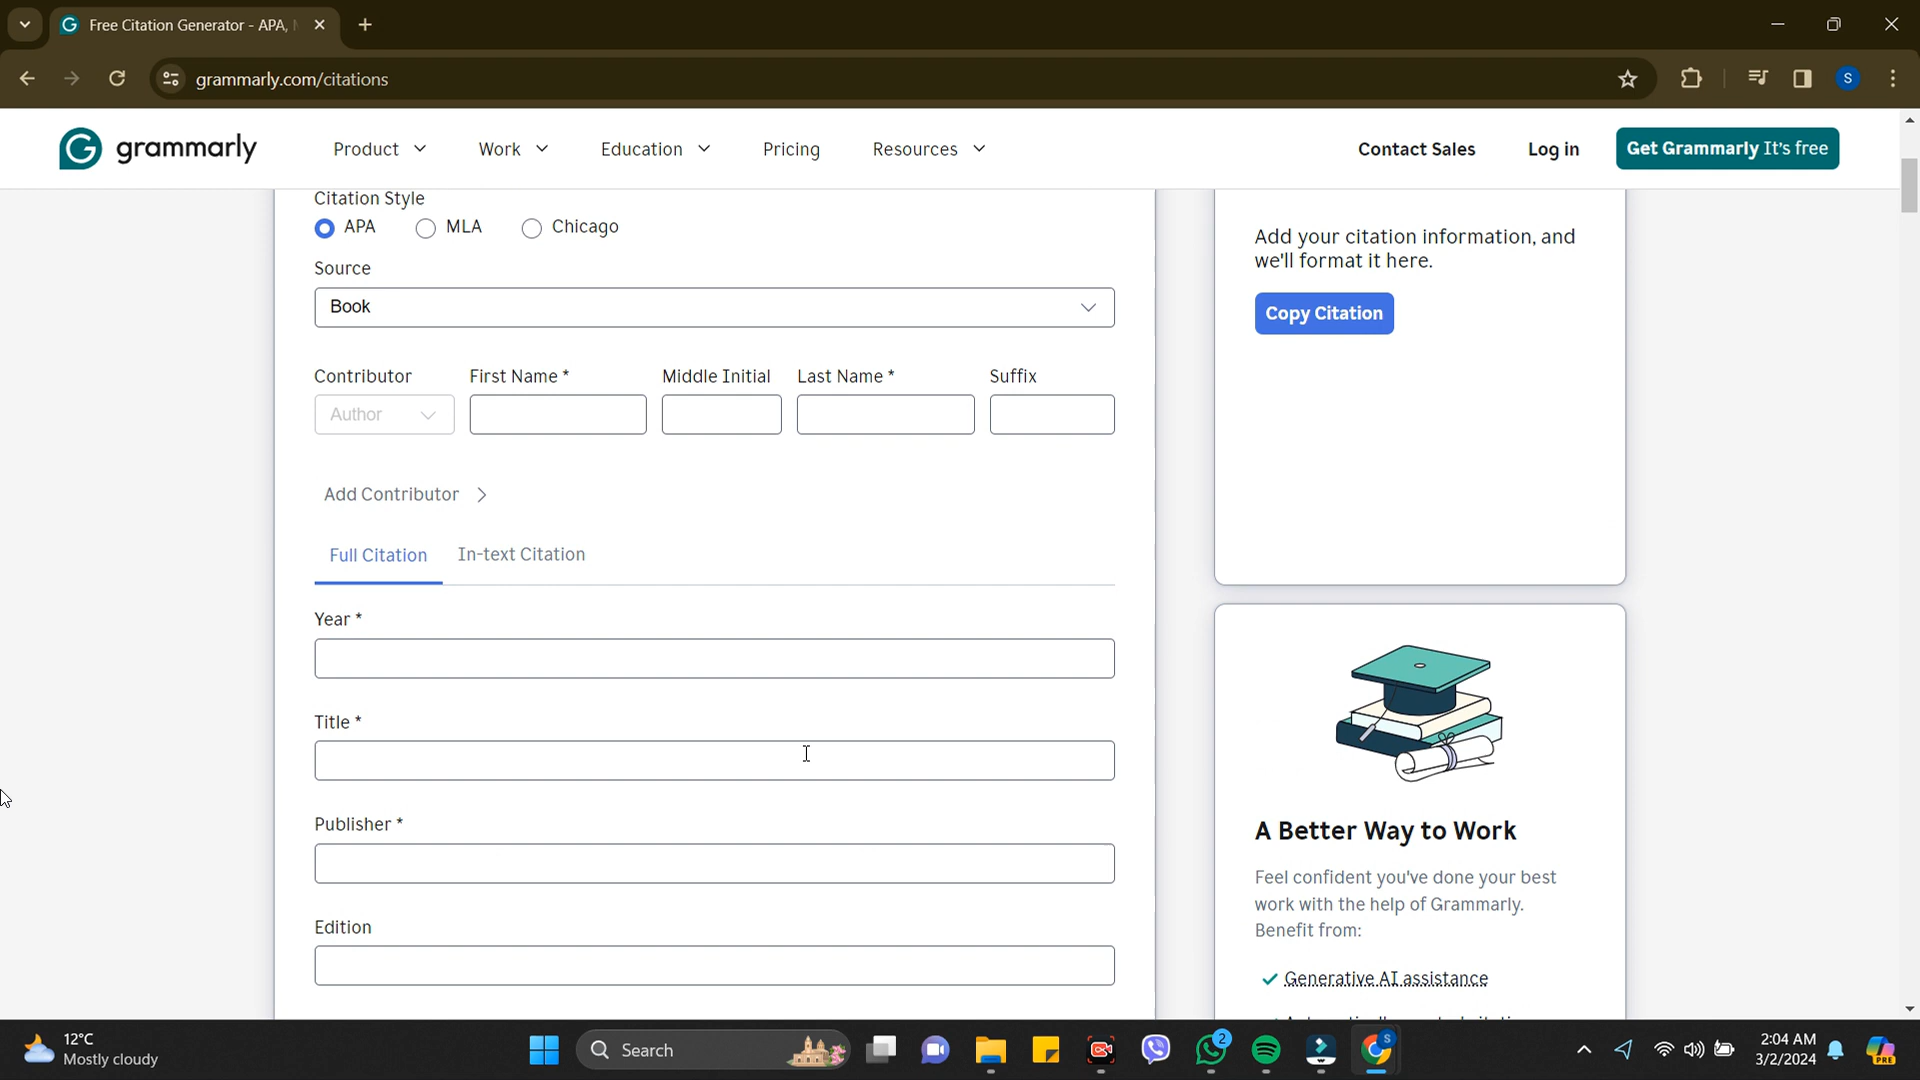 Free Citation Generator - APA,
grammarly.com/citations
S
grammarly
Product
Work
Education
Pricing
Resources
Contact Sales
Log in
Get Grammarly It's free
Citation Style
APA
MLA
Chicago
Source
Book
Contributor
First Name *
Middle Initial
Last Name *
Suffix
Author
Add Contributor
Full Citation
In-text Citation
Year *
Title *
Publisher *
Edition
Add your citation information, and
we'll format it here.
Copy Citation
A Better Way to Work
Feel confident you've done your best
work with the help of Grammarly.
Benefit from:
Generative AI assistance
12°C
Mostly cloudy
Search
2
S
2:04 AM
3/2/2024
PRE